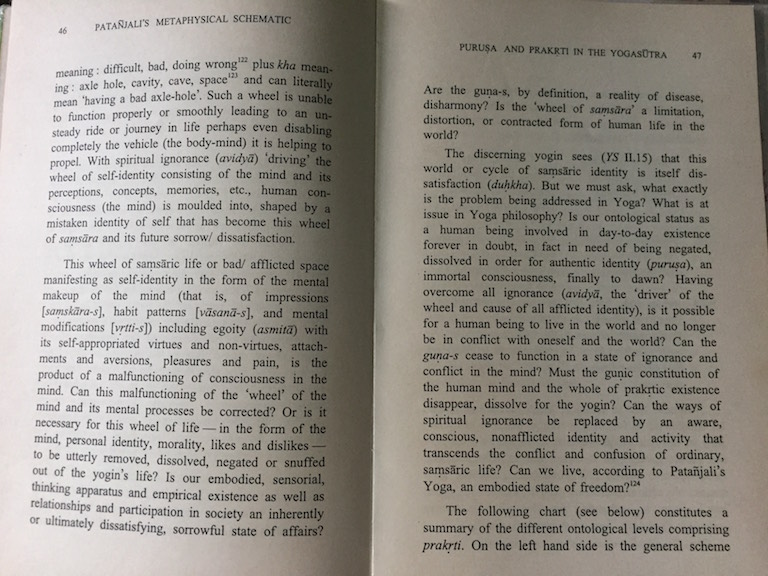 46 PATAÑJALI'S METAPHYSICAL SCHEMATIC
meaning : difficult, bad, doing wrong122 plus kha mean-
ing : axle hole, cavity, cave, space123 and can literally
mean 'having a bad axle-hole'. Such a wheel is unable
to function properly or smoothly leading to an un-
steady ride or journey in life perhaps even disabling
completely the vehicle (the body-mind) it is helping to
propel. With spiritual ignorance (avidyā) 'driving' the
wheel of self-identity consisting of the mind and its
perceptions, concepts, memories, etc., human con-
sciousness (the mind) is moulded into, shaped by a
mistaken identity of self that has become this wheel
of saṃsāra and its future sorrow/ dissatisfaction.
This wheel of saṃsāric life or bad/ afflicted space
manifesting as self-identity in the form of the mental
makeup of the mind (that is, of impressions
[saṃskāra-s], habit patterns [vāsanā-s], and mental
modifications [vṛtti-s]) including egoity (asmitā) with
its self-appropriated virtues and non-virtues, attach-
ments and aversions, pleasures and pain, is the
product of a malfunctioning of consciousness in the
mind. Can this malfunctioning of the 'wheel' of the
mind and its mental processes be corrected? Or is it
necessary for this wheel of life — in the form of the
mind, personal identity, morality, likes and dislikes —
to be utterly removed, dissolved, negated or snuffed
out of the yogin's life? Is our embodied, sensorial,
thinking apparatus and empirical existence as well as
relationships and participation in society an inherently
or ultimately dissatisfying, sorrowful state of affairs?
PURUṢA AND PRAKṚTI IN THE YOGASŪTRA 47
Are the guṇa-s, by definition, a reality of disease,
disharmony? Is the 'wheel of saṃsāra' a limitation,
distortion, or contracted form of human life in the
world?
The discerning yogin sees (YS II.15) that this
world or cycle of saṃsāric identity is itself dis-
satisfaction (duḥkha). But we must ask, what exactly
is the problem being addressed in Yoga? What is at
issue in Yoga philosophy? Is our ontological status as
a human being involved in day-to-day existence
forever in doubt, in fact in need of being negated,
dissolved in order for authentic identity (puruṣa), an
immortal consciousness, finally to dawn? Having
overcome all ignorance (avidyā, the 'driver' of the
wheel and cause of all afflicted identity), is it possible
for a human being to live in the world and no longer
be in conflict with oneself and the world? Can the
guṇa-s cease to function in a state of ignorance and
conflict in the mind? Must the guṇic constitution of
the human mind and the whole of prakṛtic existence
disappear, dissolve for the yogin? Can the ways of
spiritual ignorance be replaced by an aware,
conscious, nonafflicted identity and activity that
transcends the conflict and confusion of ordinary,
saṃsāric life? Can we live, according to Patañjali's
Yoga, an embodied state of freedom?124
The following chart (see below) constitutes a
summary of the different ontological levels comprising
prakṛti. On the left hand side is the general scheme